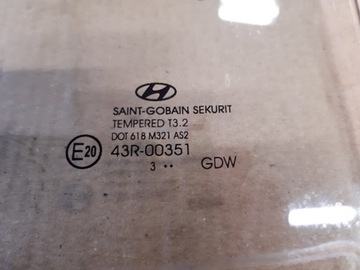 SAINT-GOBAIN SEKURIT
TEMPERED T3.2
DOT 618 M321 AS2
E20 43R-00351
3 ··
GDW